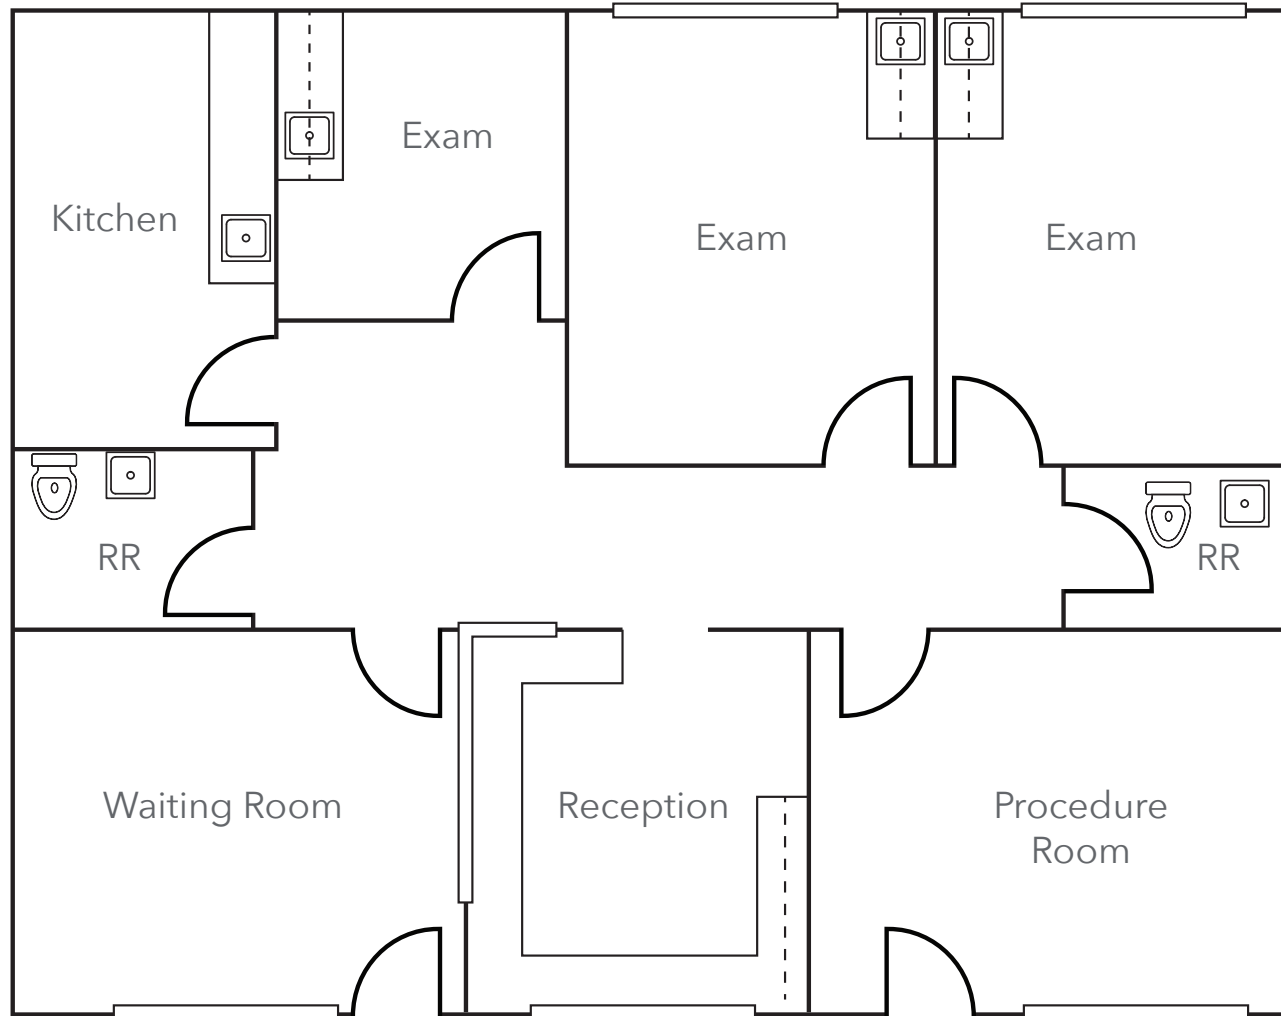 Exam
Kitchen
Exam
Exam
RR
RR
Waiting Room
Reception
Procedure
Room